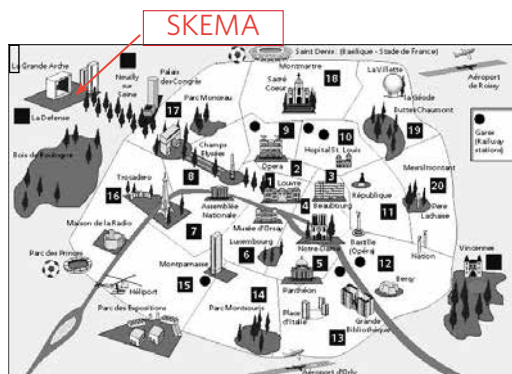 SKEMA
Saint Denis : (Basilique - Stade de France)
La Grande Arche
Neuilly
sur
Seine
Palais
des Congrès
Montmartre
Sacré
Coeur
18
La Villette
la Géode
Aéroport
de Roissy
La Défense
17
Parc Monceau
Buttes Chaumont
19
Gares
(Railway
stations)
Bois de Boulogne
Champs
Elysées
9
Opera
10
Hopital St. Louis
2
Menilmontant
Trocadero
8
1
Louvre
3
20
16
Assemblée
Nationale
4
Beaubourg
République
11
Père
Lachaise
Maison de la Radio
7
Musée d'Orsay
Notre-Dame
Bastille
(Opéra)
Nation
Parc des Princes
Luxembourg
6
5
12
Vincennes
Montparnasse
Panthéon
Bercy
Héliport
15
14
Place
d'Italie
Grande
Bibliothèque
Parc des Expositions
Parc Montsouris
13
Aéroport d'Orly